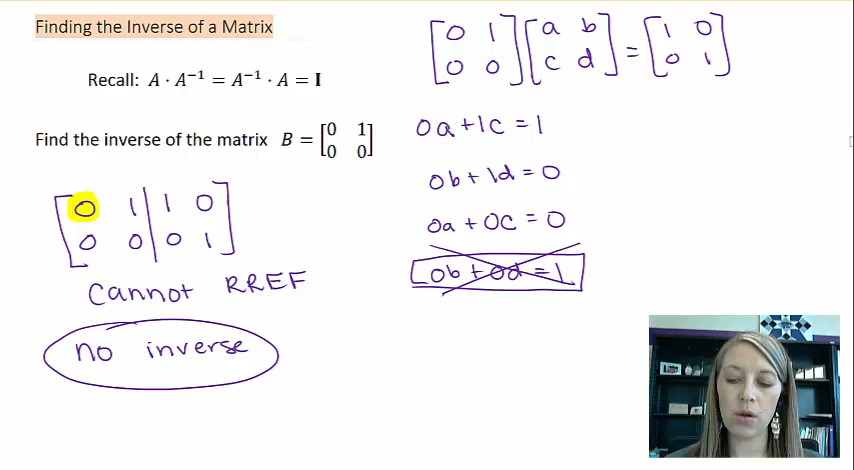 Finding the Inverse of a Matrix
Recall: A · A⁻¹ = A⁻¹ · A = I
Find the inverse of the matrix B = [0 1
0 0]
[0 1 | 1 0
0 0 | 0 1]
Cannot RREF
no inverse
[0 1 [a b = [1 0
0 0] c d] 0 1]
0a + 1c = 1
0b + 1d = 0
0a + 0c = 0
0b + 0d = 1